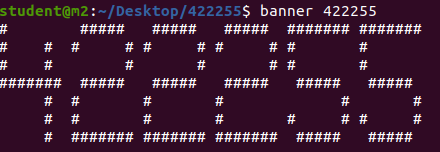 student@m2:~/Desktop/422255$ banner 422255
#        #####   #####   #####  ####### #######
#    #  #     # #     # #     # #       #
#    #        #       #       # #       #
#######  #####   #####   #####  ######  ######
     #  #       #       #             #       #
     #  #       #       #       #     # #     #
     #  ####### ####### #######  #####   #####